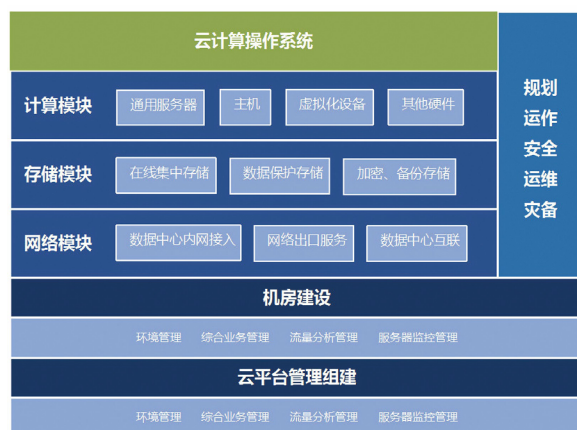 云计算操作系统
计算模块
通用服务器
主机
虚拟化设备
其他硬件
存储模块
在线集中存储
数据保护存储
加密、备份存储
网络模块
数据中心内网接入
网络出口服务
数据中心互联
规划
运作
安全
运维
灾备
机房建设
环境管理 综合业务管理 流量分析管理 服务器监控管理
云平台管理组建
环境管理 综合业务管理 流量分析管理 服务器监控管理